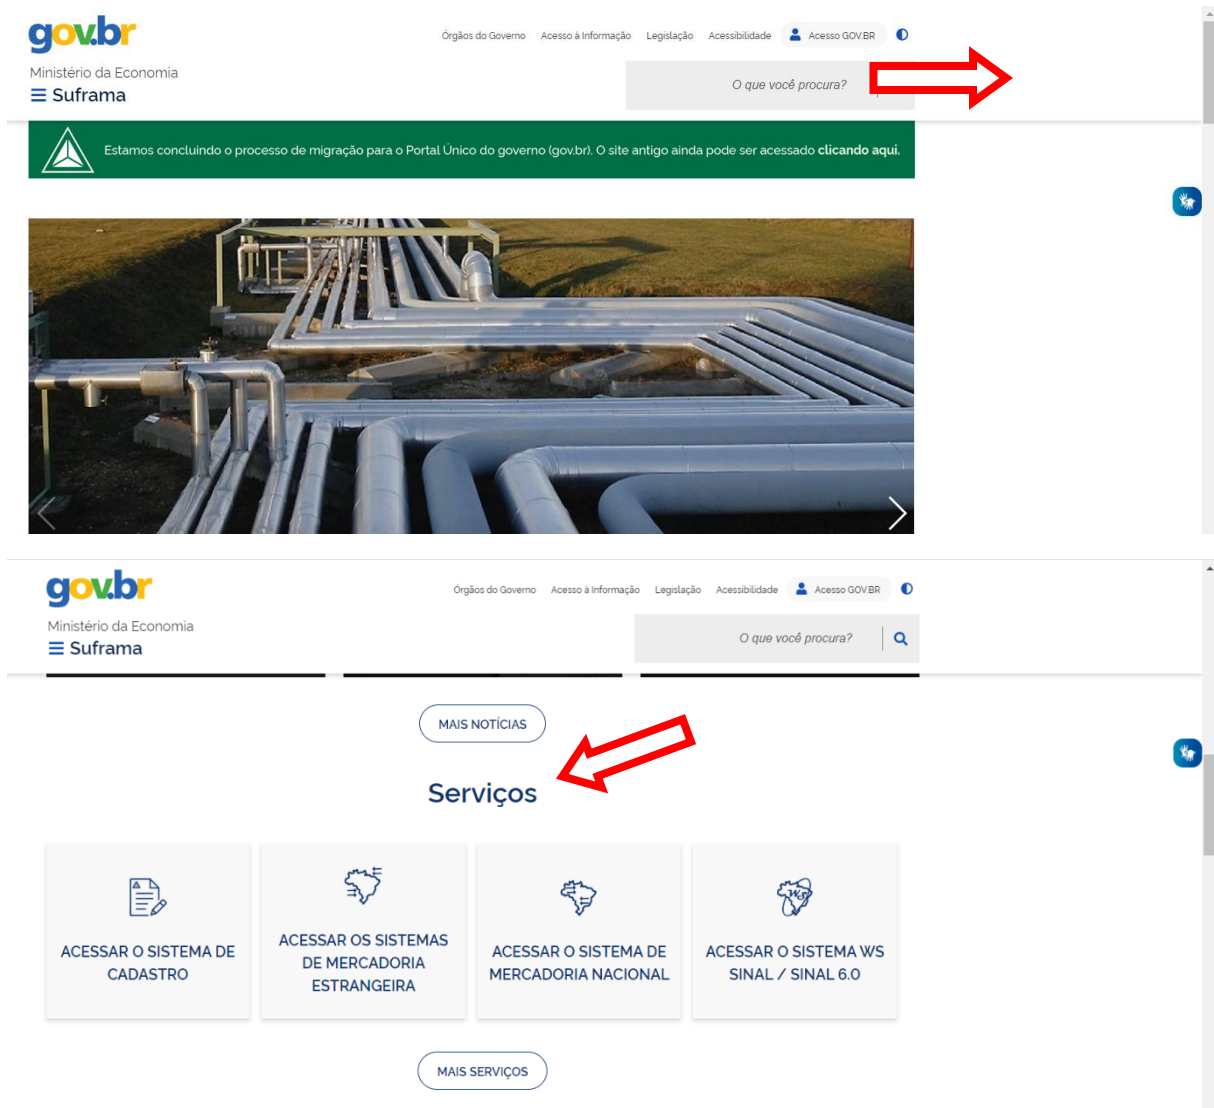 gov.br
Órgãos do Governo Acesso à Informação Legislação Acessibilidade Acesso GOV.BR
Ministério da Economia
Suframa
O que você procura?
Estamos concluindo o processo de migração para o Portal Único do governo (gov.br). O site antigo ainda pode ser acessado clicando aqui.
gov.br
Órgãos do Governo Acesso à Informação Legislação Acessibilidade Acesso GOV.BR
Ministério da Economia
Suframa
O que você procura?
MAIS NOTÍCIAS
Serviços
ACESSAR O SISTEMA DE
CADASTRO
ACESSAR OS SISTEMAS
DE MERCADORIA
ESTRANGEIRA
ACESSAR O SISTEMA DE
MERCADORIA NACIONAL
WS
ACESSAR O SISTEMA WS
SINAL / SINAL 6.0
MAIS SERVIÇOS